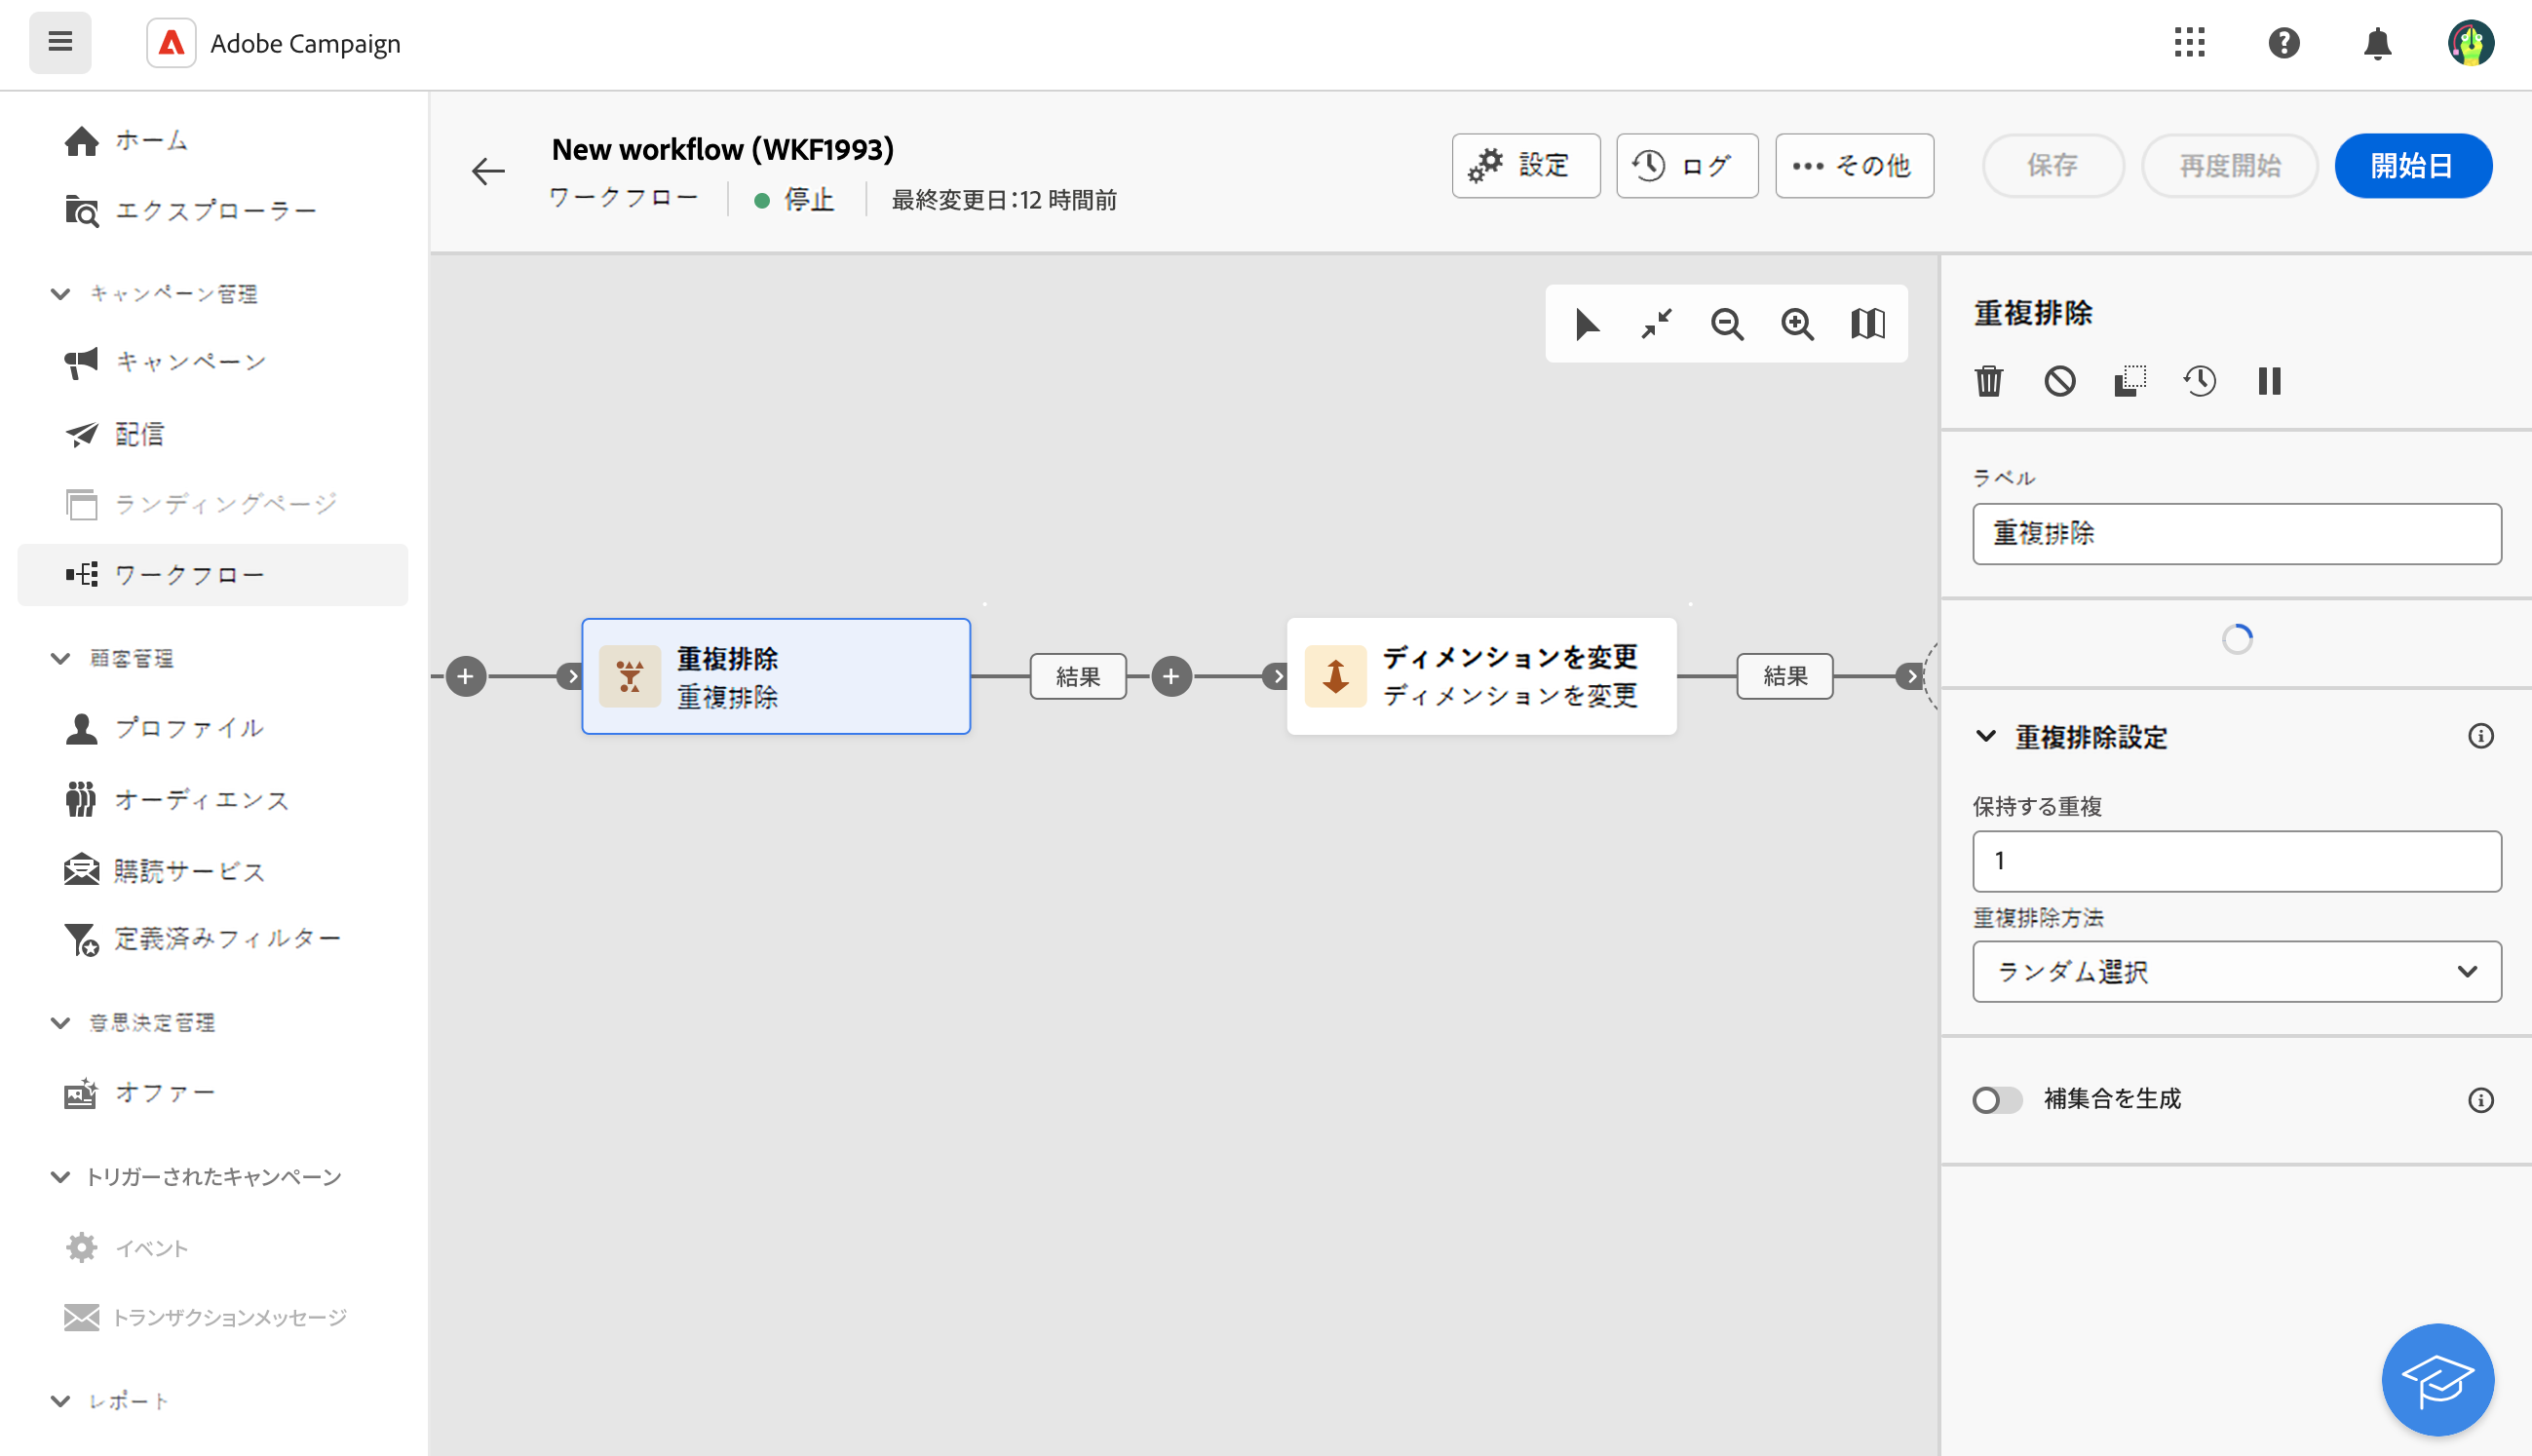 Adobe Campaign
ホーム
エクスプローラー
キャンペーン管理
キャンペーン
配信
ランディングページ
ワークフロー
顧客管理
プロファイル
オーディエンス
購読サービス
定義済みフィルター
意思決定管理
オファー
トリガーされたキャンペーン
イベント
トランザクションメッセージ
レポート
New workflow (WKF1993)
ワークフロー
停止
最終変更日:12 時間前
設定
ログ
その他
保存
再度開始
開始日
重複排除
重複排除
結果
ディメンションを変更
ディメンションを変更
結果
重複排除
ラベル
重複排除
重複排除設定
保持する重複
1
重複排除方法
ランダム選択
補集合を生成